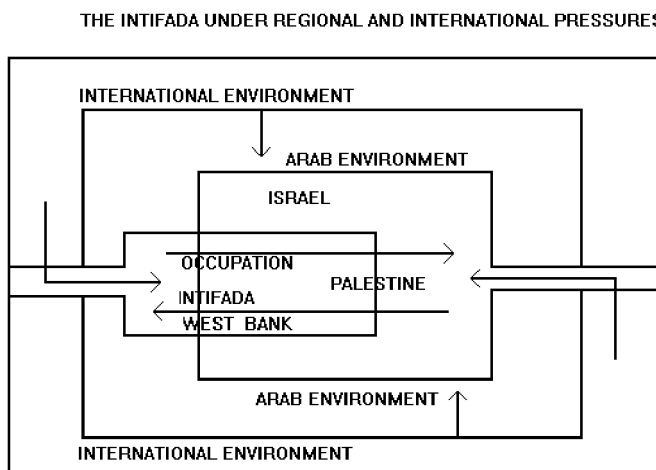 THE INTIFADA UNDER REGIONAL AND INTERNATIONAL PRESSURES
INTERNATIONAL ENVIRONMENT
ARAB ENVIRONMENT
ISRAEL
OCCUPATION
PALESTINE
INTIFADA
WEST BANK
ARAB ENVIRONMENT
INTERNATIONAL ENVIRONMENT